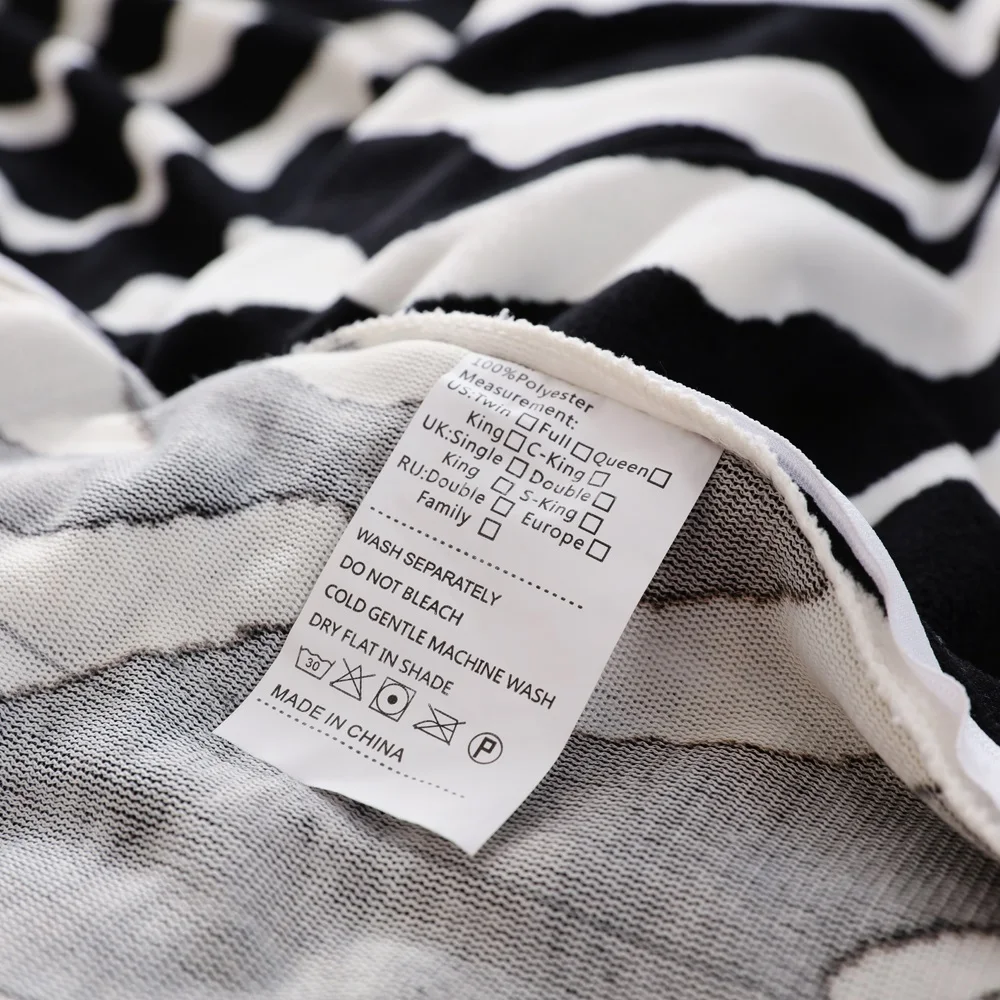 100%Polyester
Measurement:
US:Twin □ Full □ Queen □
King □ C-King □
UK:Single □ Double □
King □ S-King □
RU:Double □ Europe □
Family □
WASH SEPARATELY
DO NOT BLEACH
COLD GENTLE MACHINE WASH
DRY FLAT IN SHADE
30
P
MADE IN CHINA